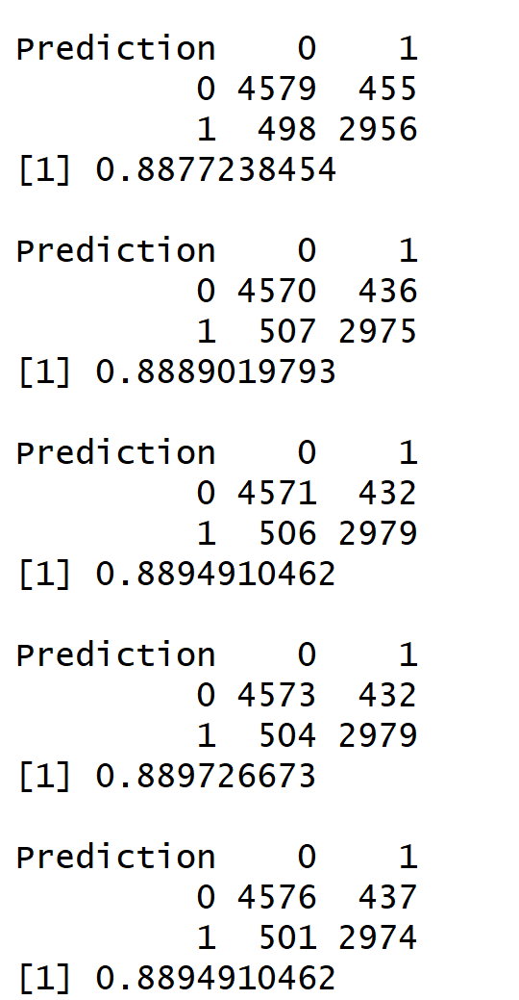 Prediction    0    1
         0 4579  455
         1  498 2956
[1] 0.8877238454

Prediction    0    1
         0 4570  436
         1  507 2975
[1] 0.8889019793

Prediction    0    1
         0 4571  432
         1  506 2979
[1] 0.8894910462

Prediction    0    1
         0 4573  432
         1  504 2979
[1] 0.889726673

Prediction    0    1
         0 4576  437
         1  501 2974
[1] 0.8894910462